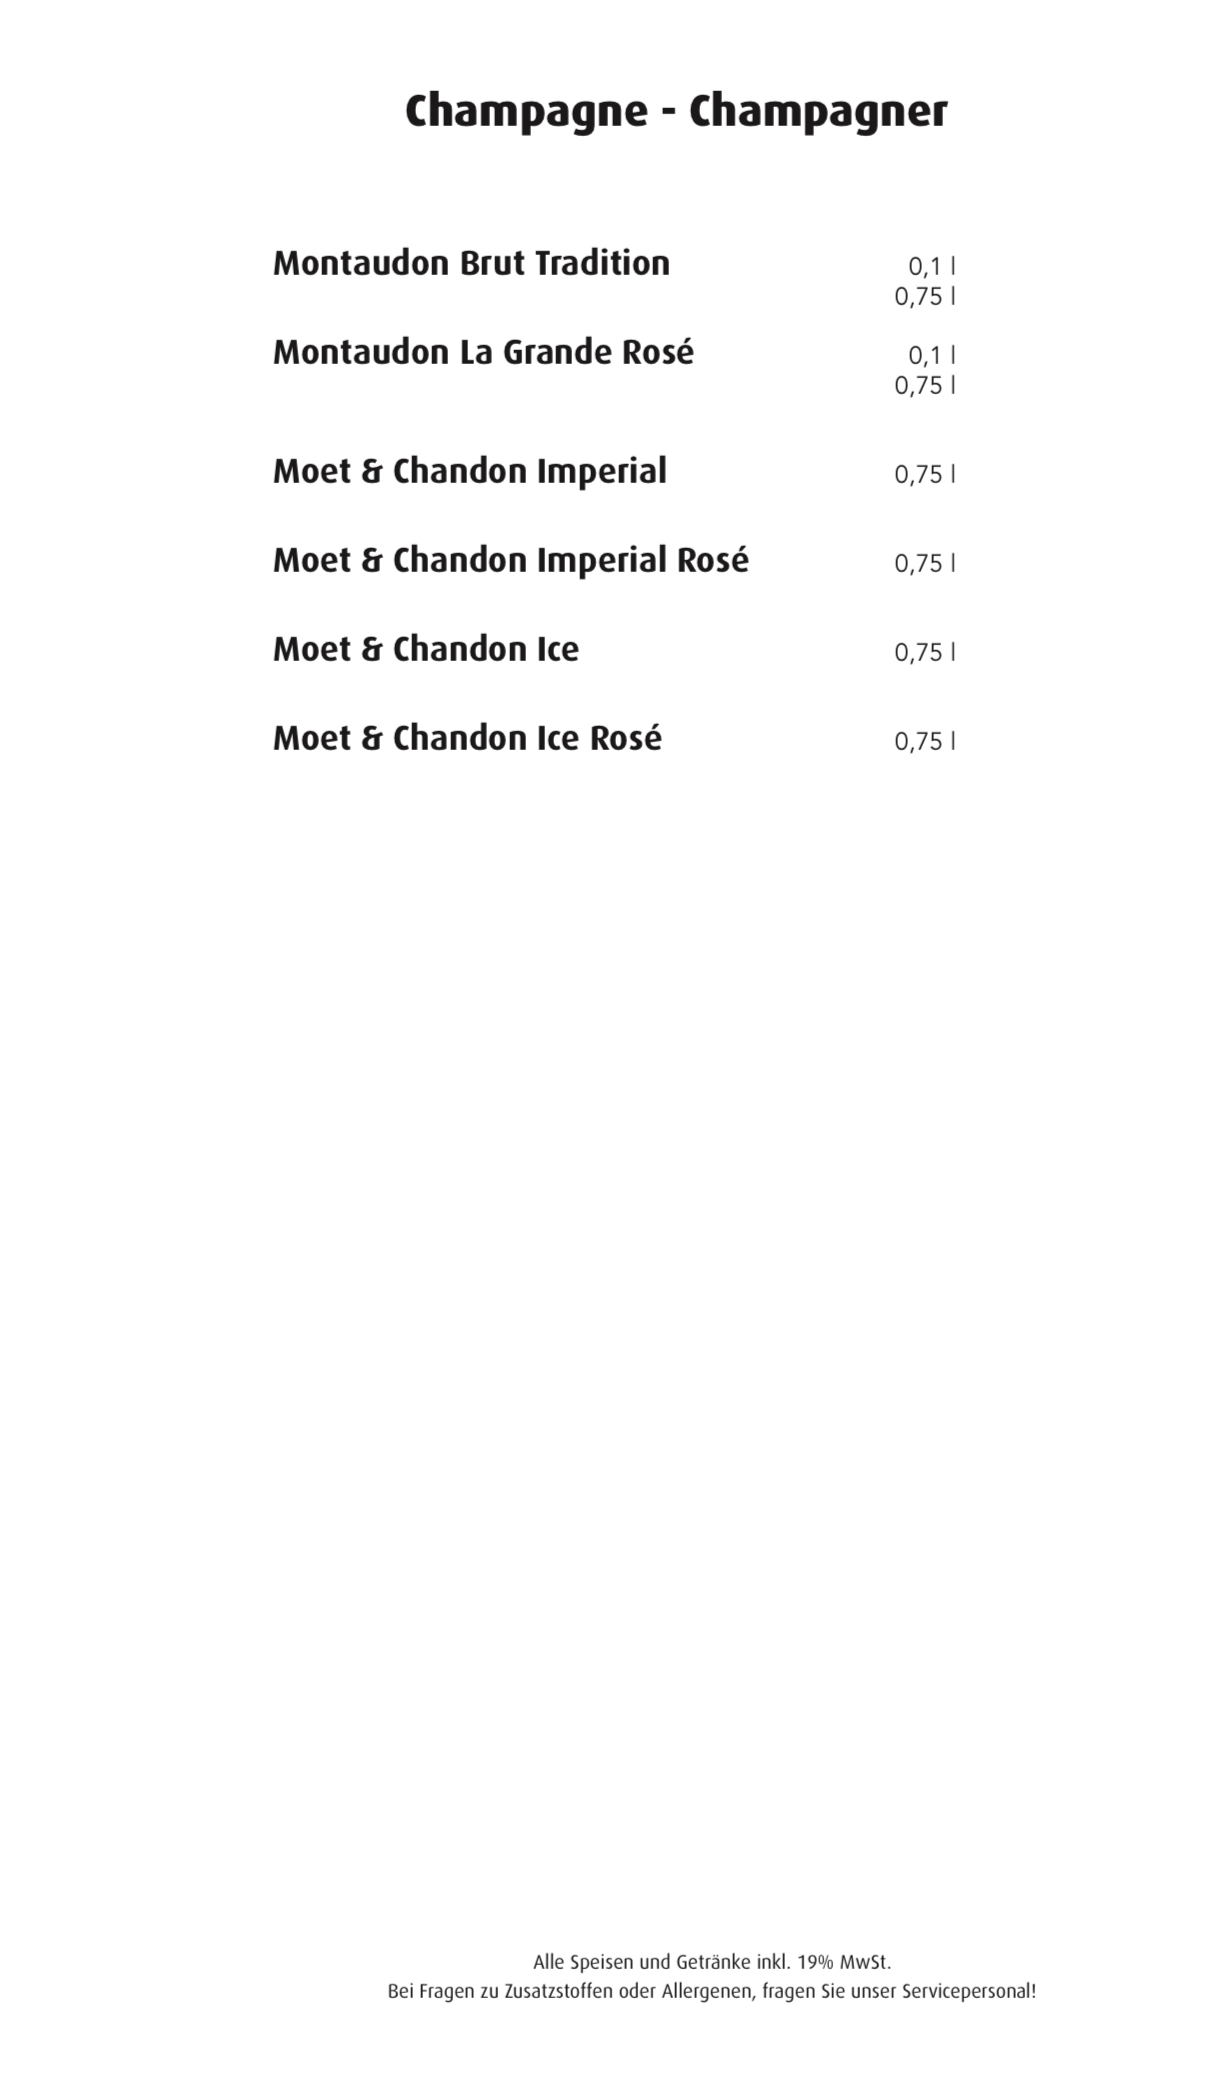 Champagne - Champagner
Montaudon Brut Tradition 0,1 l
0,75 l
Montaudon La Grande Rosé 0,1 l
0,75 l
Moet & Chandon Imperial 0,75 l
Moet & Chandon Imperial Rosé 0,75 l
Moet & Chandon Ice 0,75 l
Moet & Chandon Ice Rosé 0,75 l
Alle Speisen und Getränke inkl. 19% MwSt.
Bei Fragen zu Zusatzstoffen oder Allergenen, fragen Sie unser Servicepersonal!